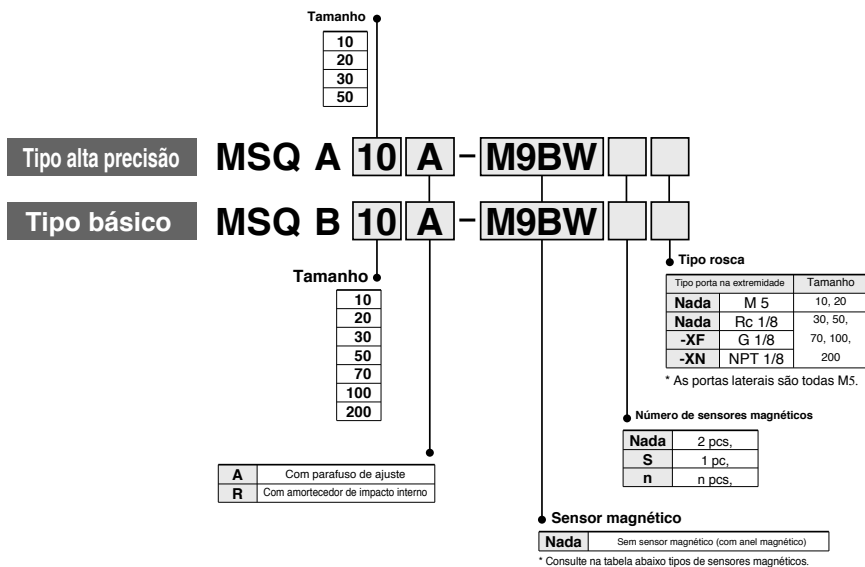 Tamanho
10
20
30
50
Tipo alta precisão MSQ A 10 A – M9BW
Tipo básico MSQ B 10 A – M9BW
Tamanho
10
20
30
50
70
100
200
Tipo rosca
Tipo porta na extremidade Tamanho
Nada M 5 10, 20
Nada Rc 1/8 30, 50,
-XF G 1/8 70, 100,
-XN NPT 1/8 200
* As portas laterais são todas M5.
Número de sensores magnéticos
Nada 2 pcs,
S 1 pc,
n n pcs,
A Com parafuso de ajuste
R Com amortecedor de impacto interno
Sensor magnético
Nada Sem sensor magnético (com anel magnético)
* Consulte na tabela abaixo tipos de sensores magnéticos.